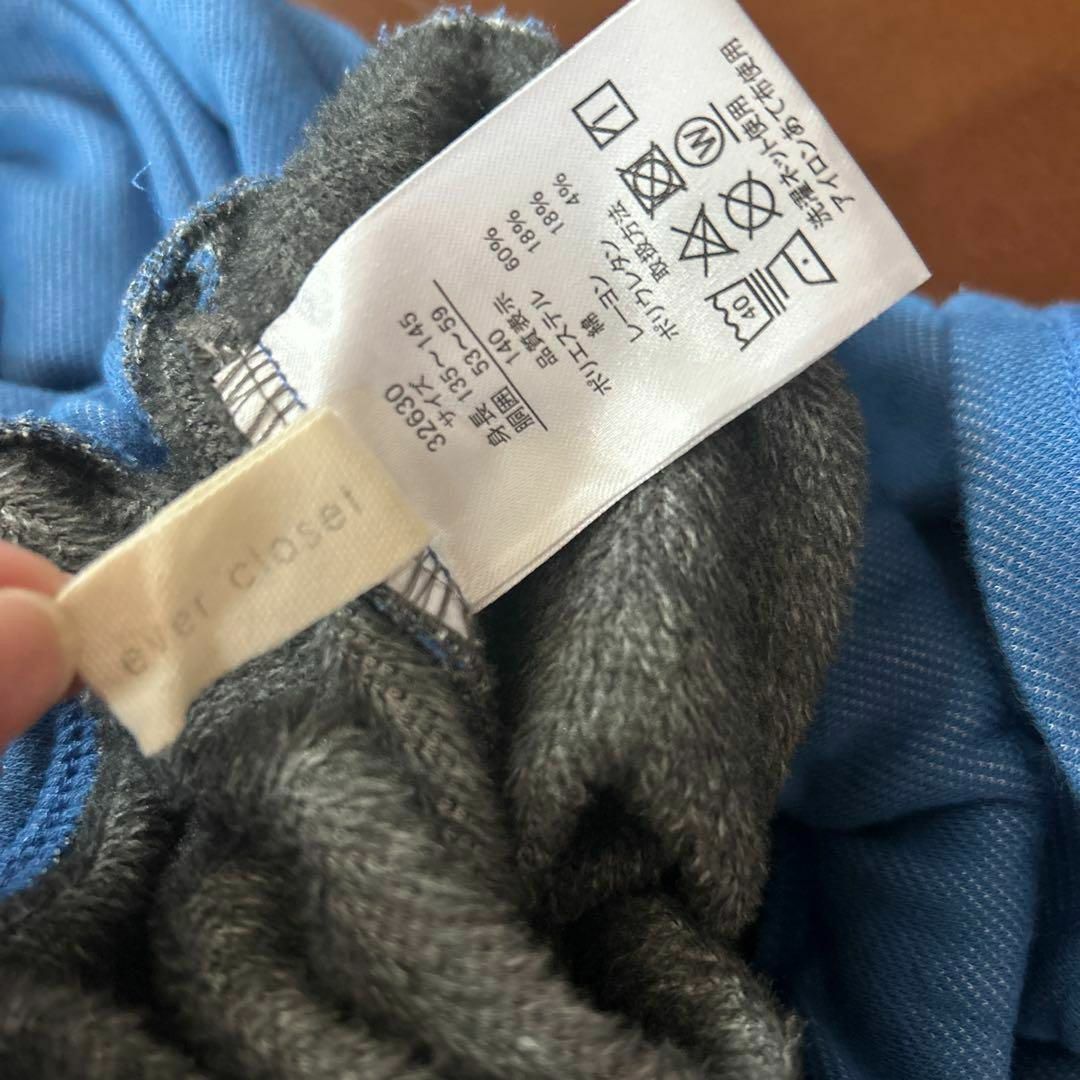 32630
サイズ 140
身長 135～145
胴囲 53～59
品質表示
ポリエステル 60%
綿 18%
レーヨン 18%
ポリウレタン 4%
取扱方法
40
W
洗濯ネット使用
アイロンあて布使用
ever closet